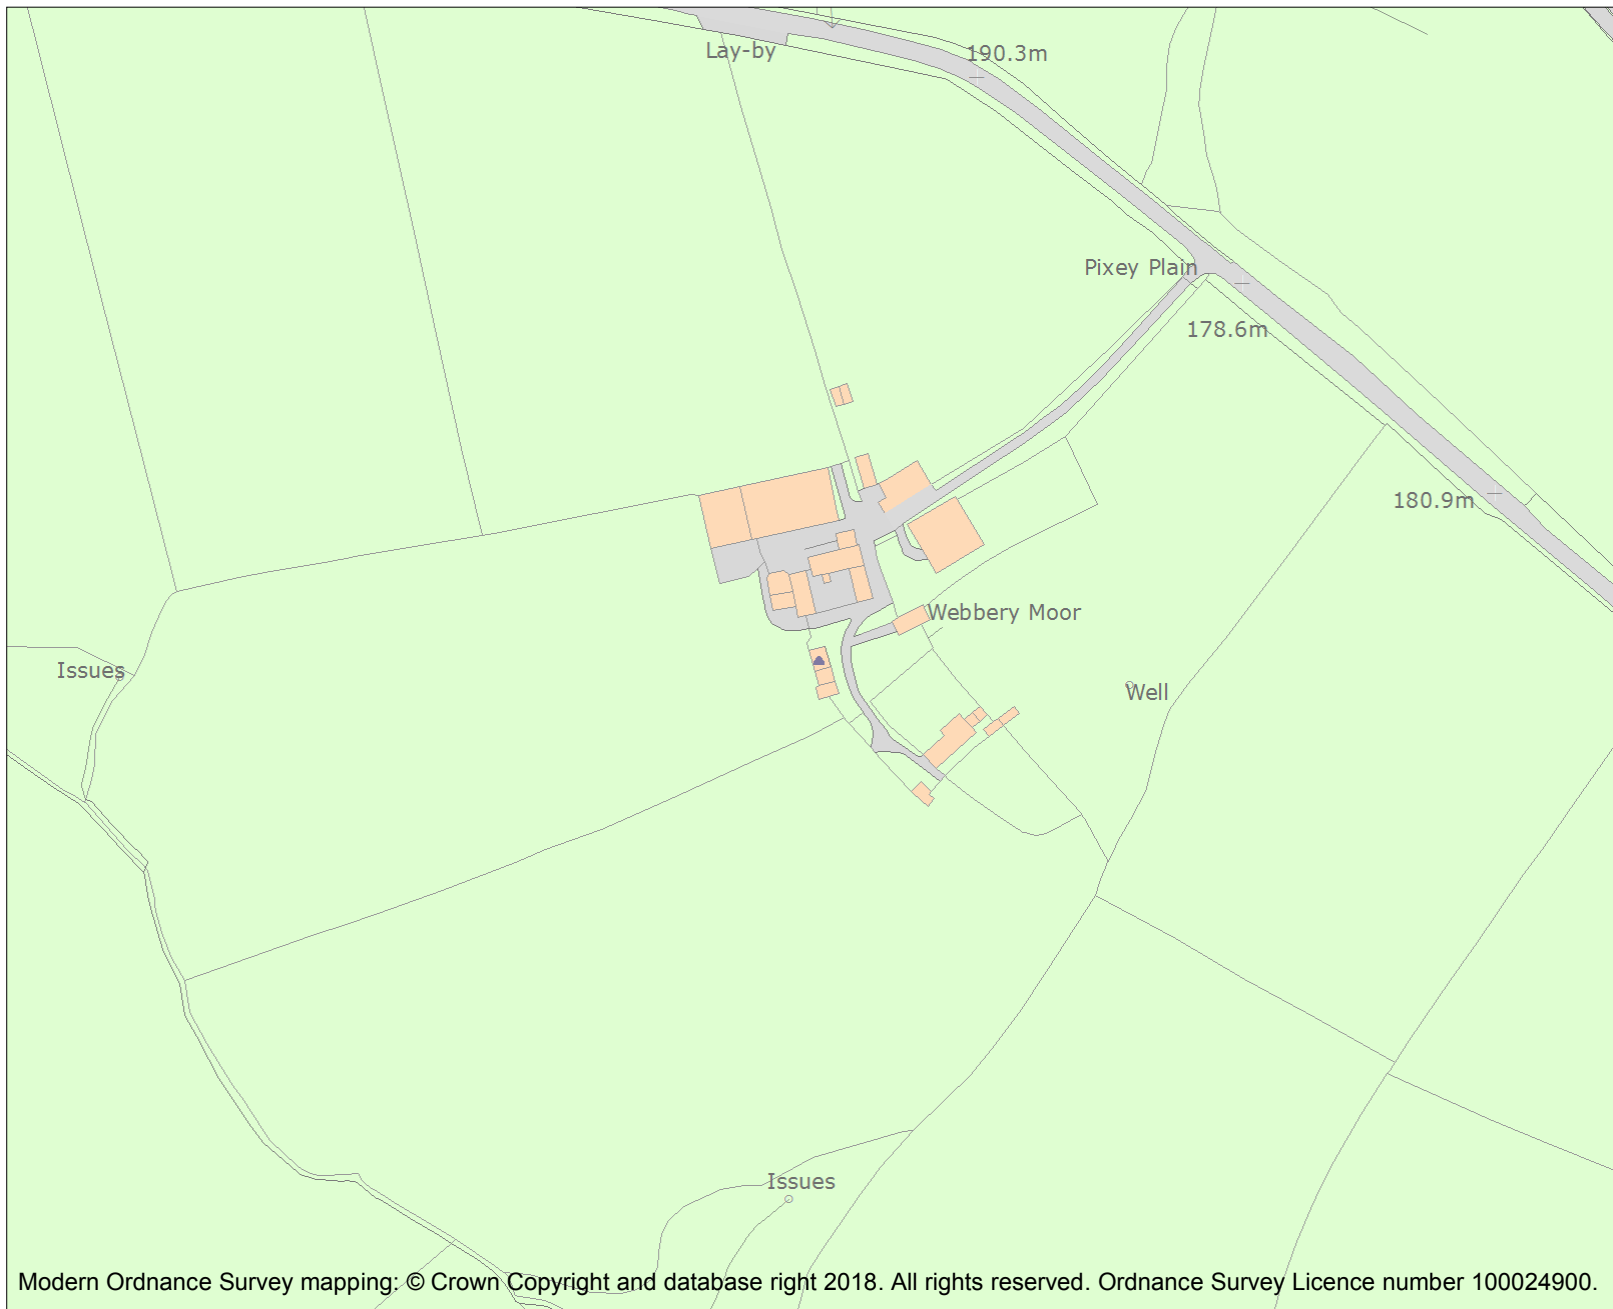 Lay-by
190.3m
Pixey Plain
178.6m
180.9m
Webbery Moor
Issues
Well
Issues
Modern Ordnance Survey mapping: © Crown Copyright and database right 2018. All rights reserved. Ordnance Survey Licence number 100024900.